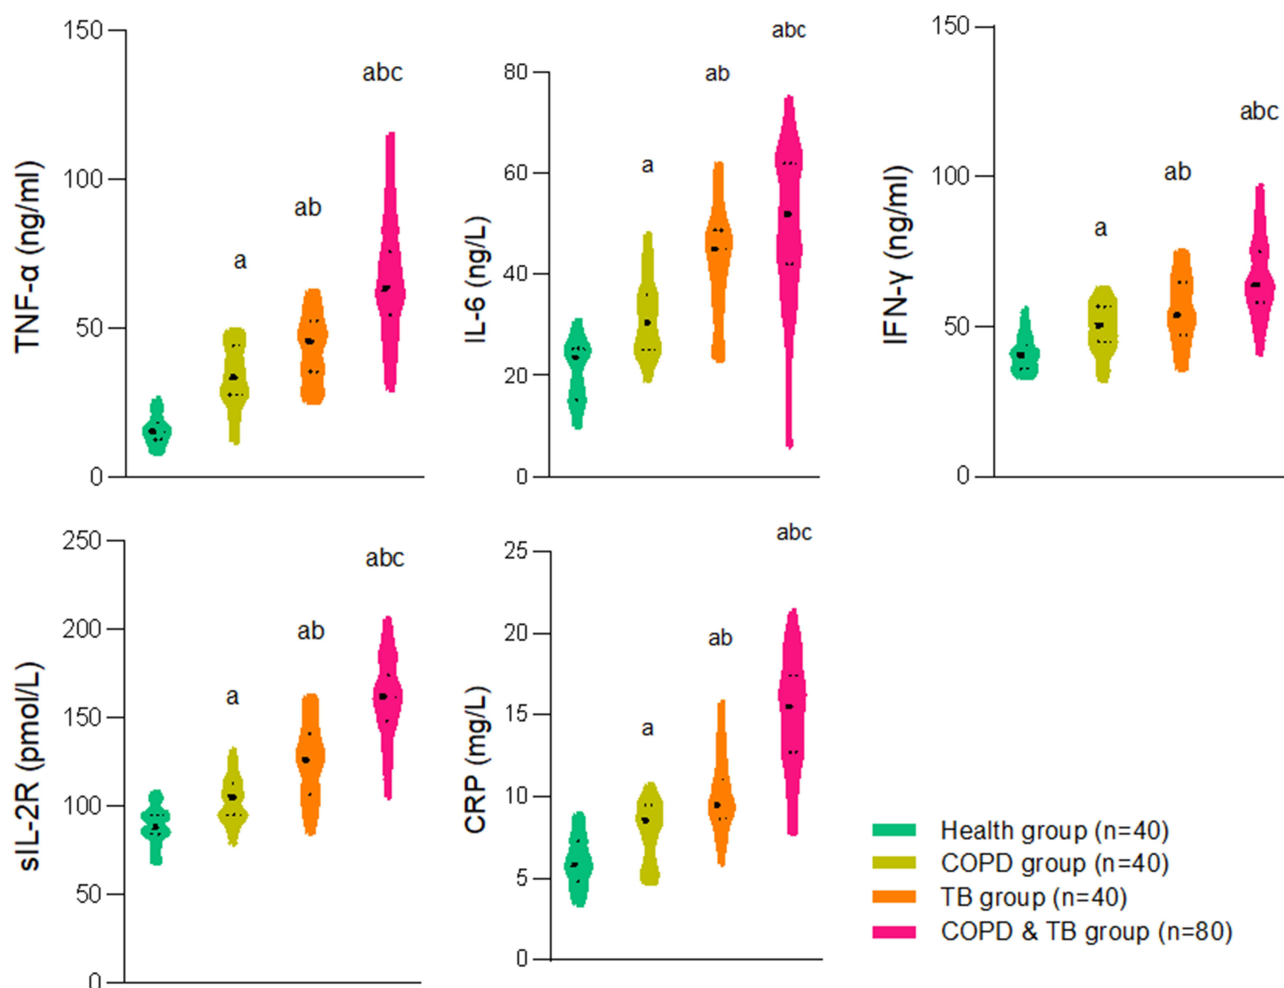 150
100
50
0
TNF-α (ng/ml)
a
ab
abc
80
60
40
20
0
IL-6 (ng/L)
a
ab
abc
150
100
50
0
IFN-γ (ng/ml)
a
ab
abc
250
200
150
100
50
0
sIL-2R (pmol/L)
a
ab
abc
25
20
15
10
5
0
CRP (mg/L)
a
ab
abc
Health group (n=40)
COPD group (n=40)
TB group (n=40)
COPD & TB group (n=80)